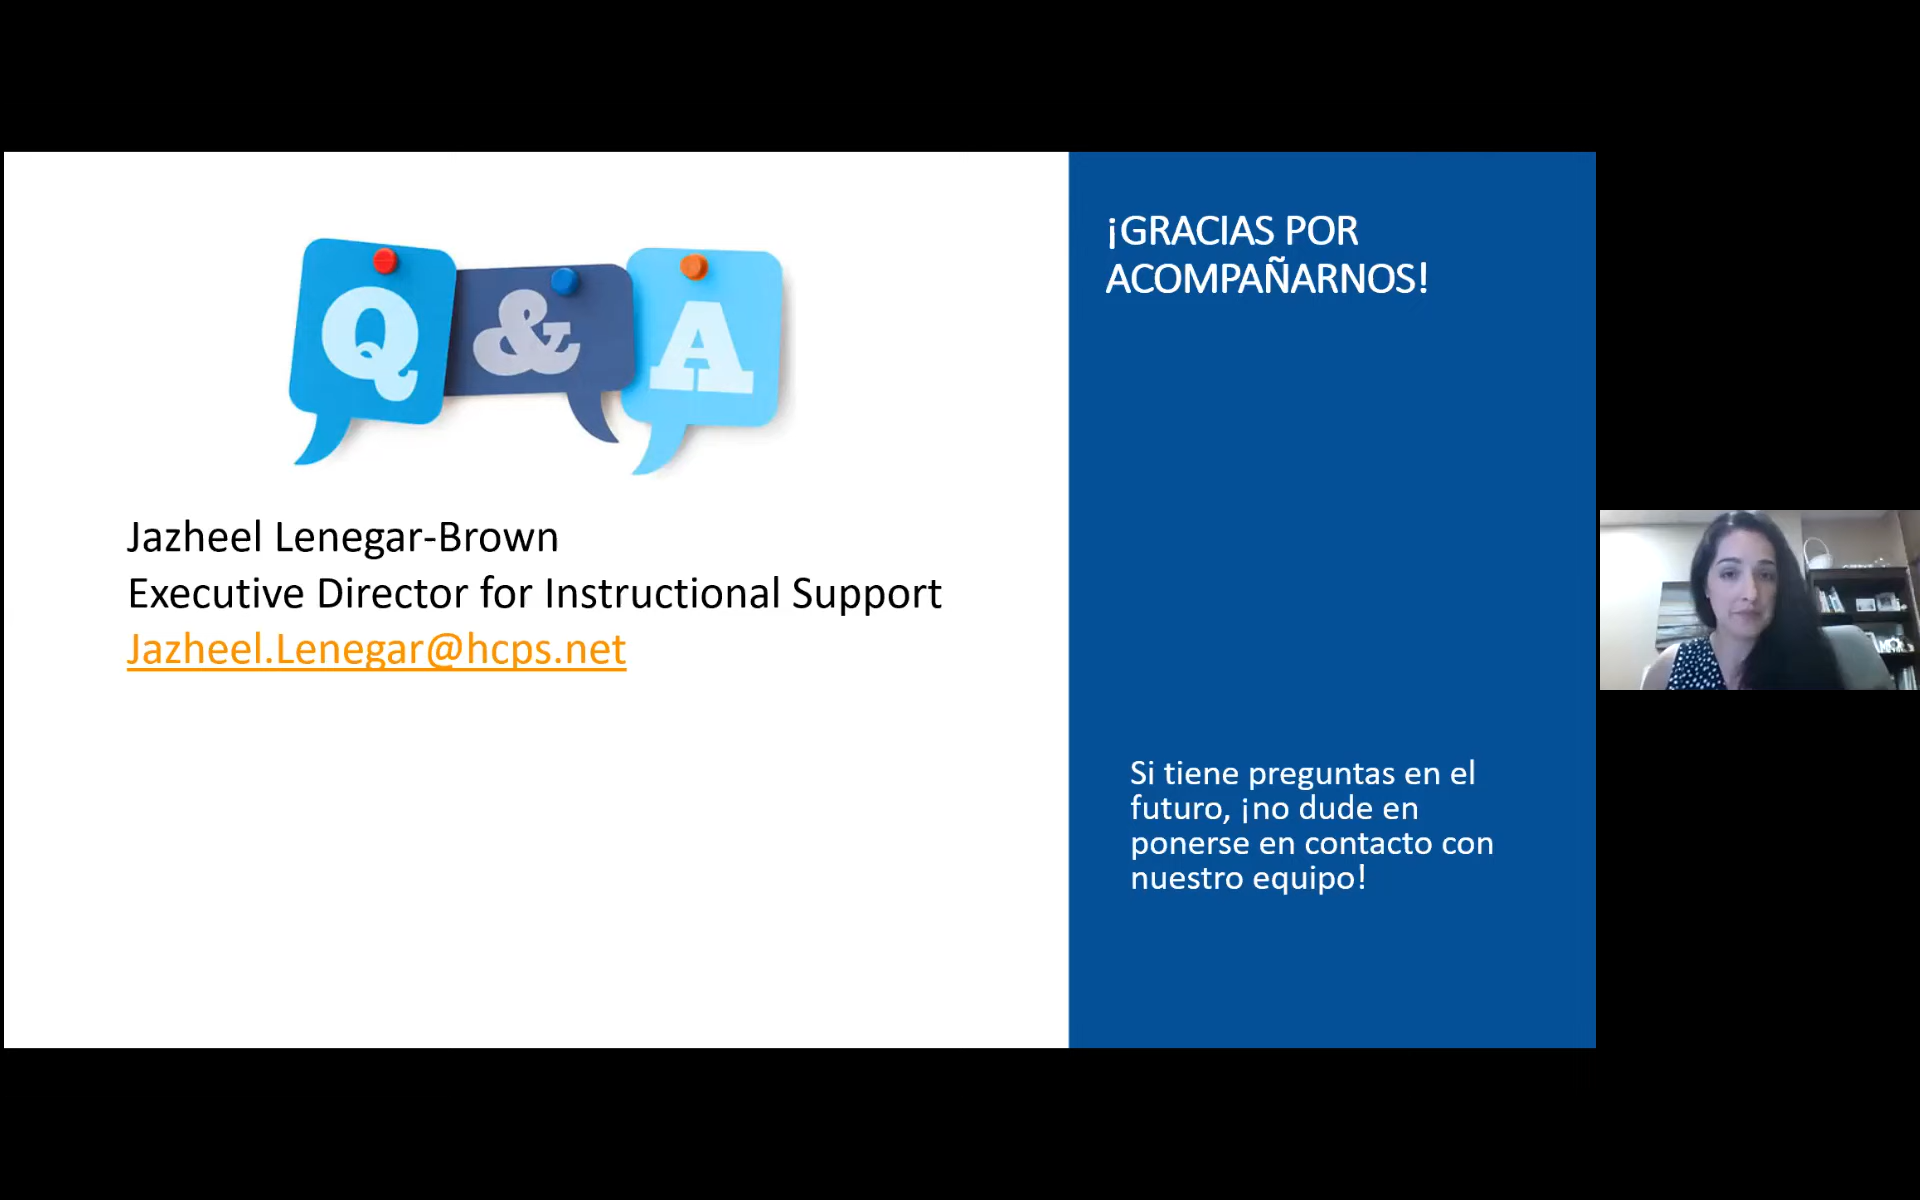 Q & A
Jazheel Lenegar-Brown
Executive Director for Instructional Support
Jazheel.Lenegar@hcps.net
¡GRACIAS POR
ACOMPAÑARNOS!
Si tiene preguntas en el
futuro, ¡no dude en
ponerse en contacto con
nuestro equipo!